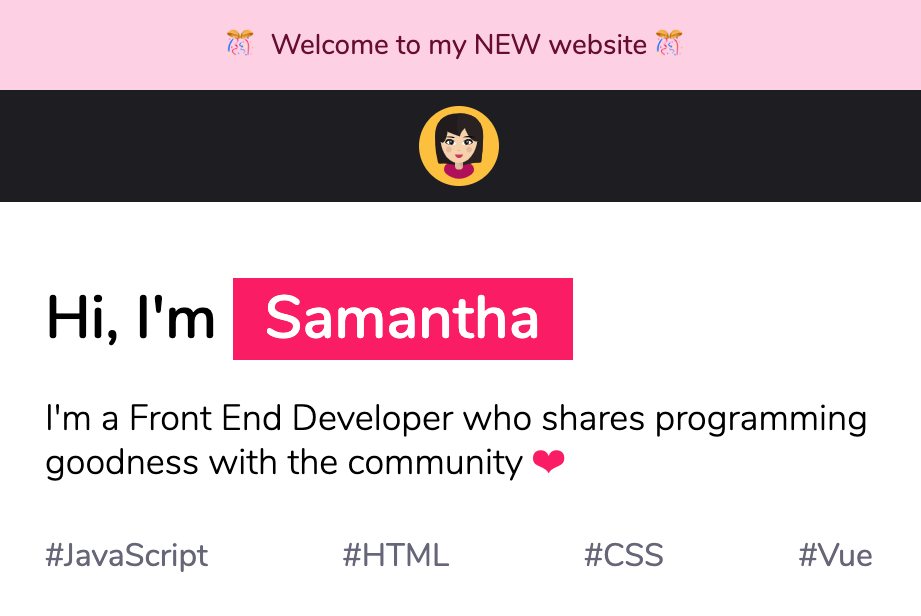 Welcome to my NEW website
Hi, I'm Samantha
I'm a Front End Developer who shares programming
goodness with the community ❤
#JavaScript #HTML #CSS #Vue